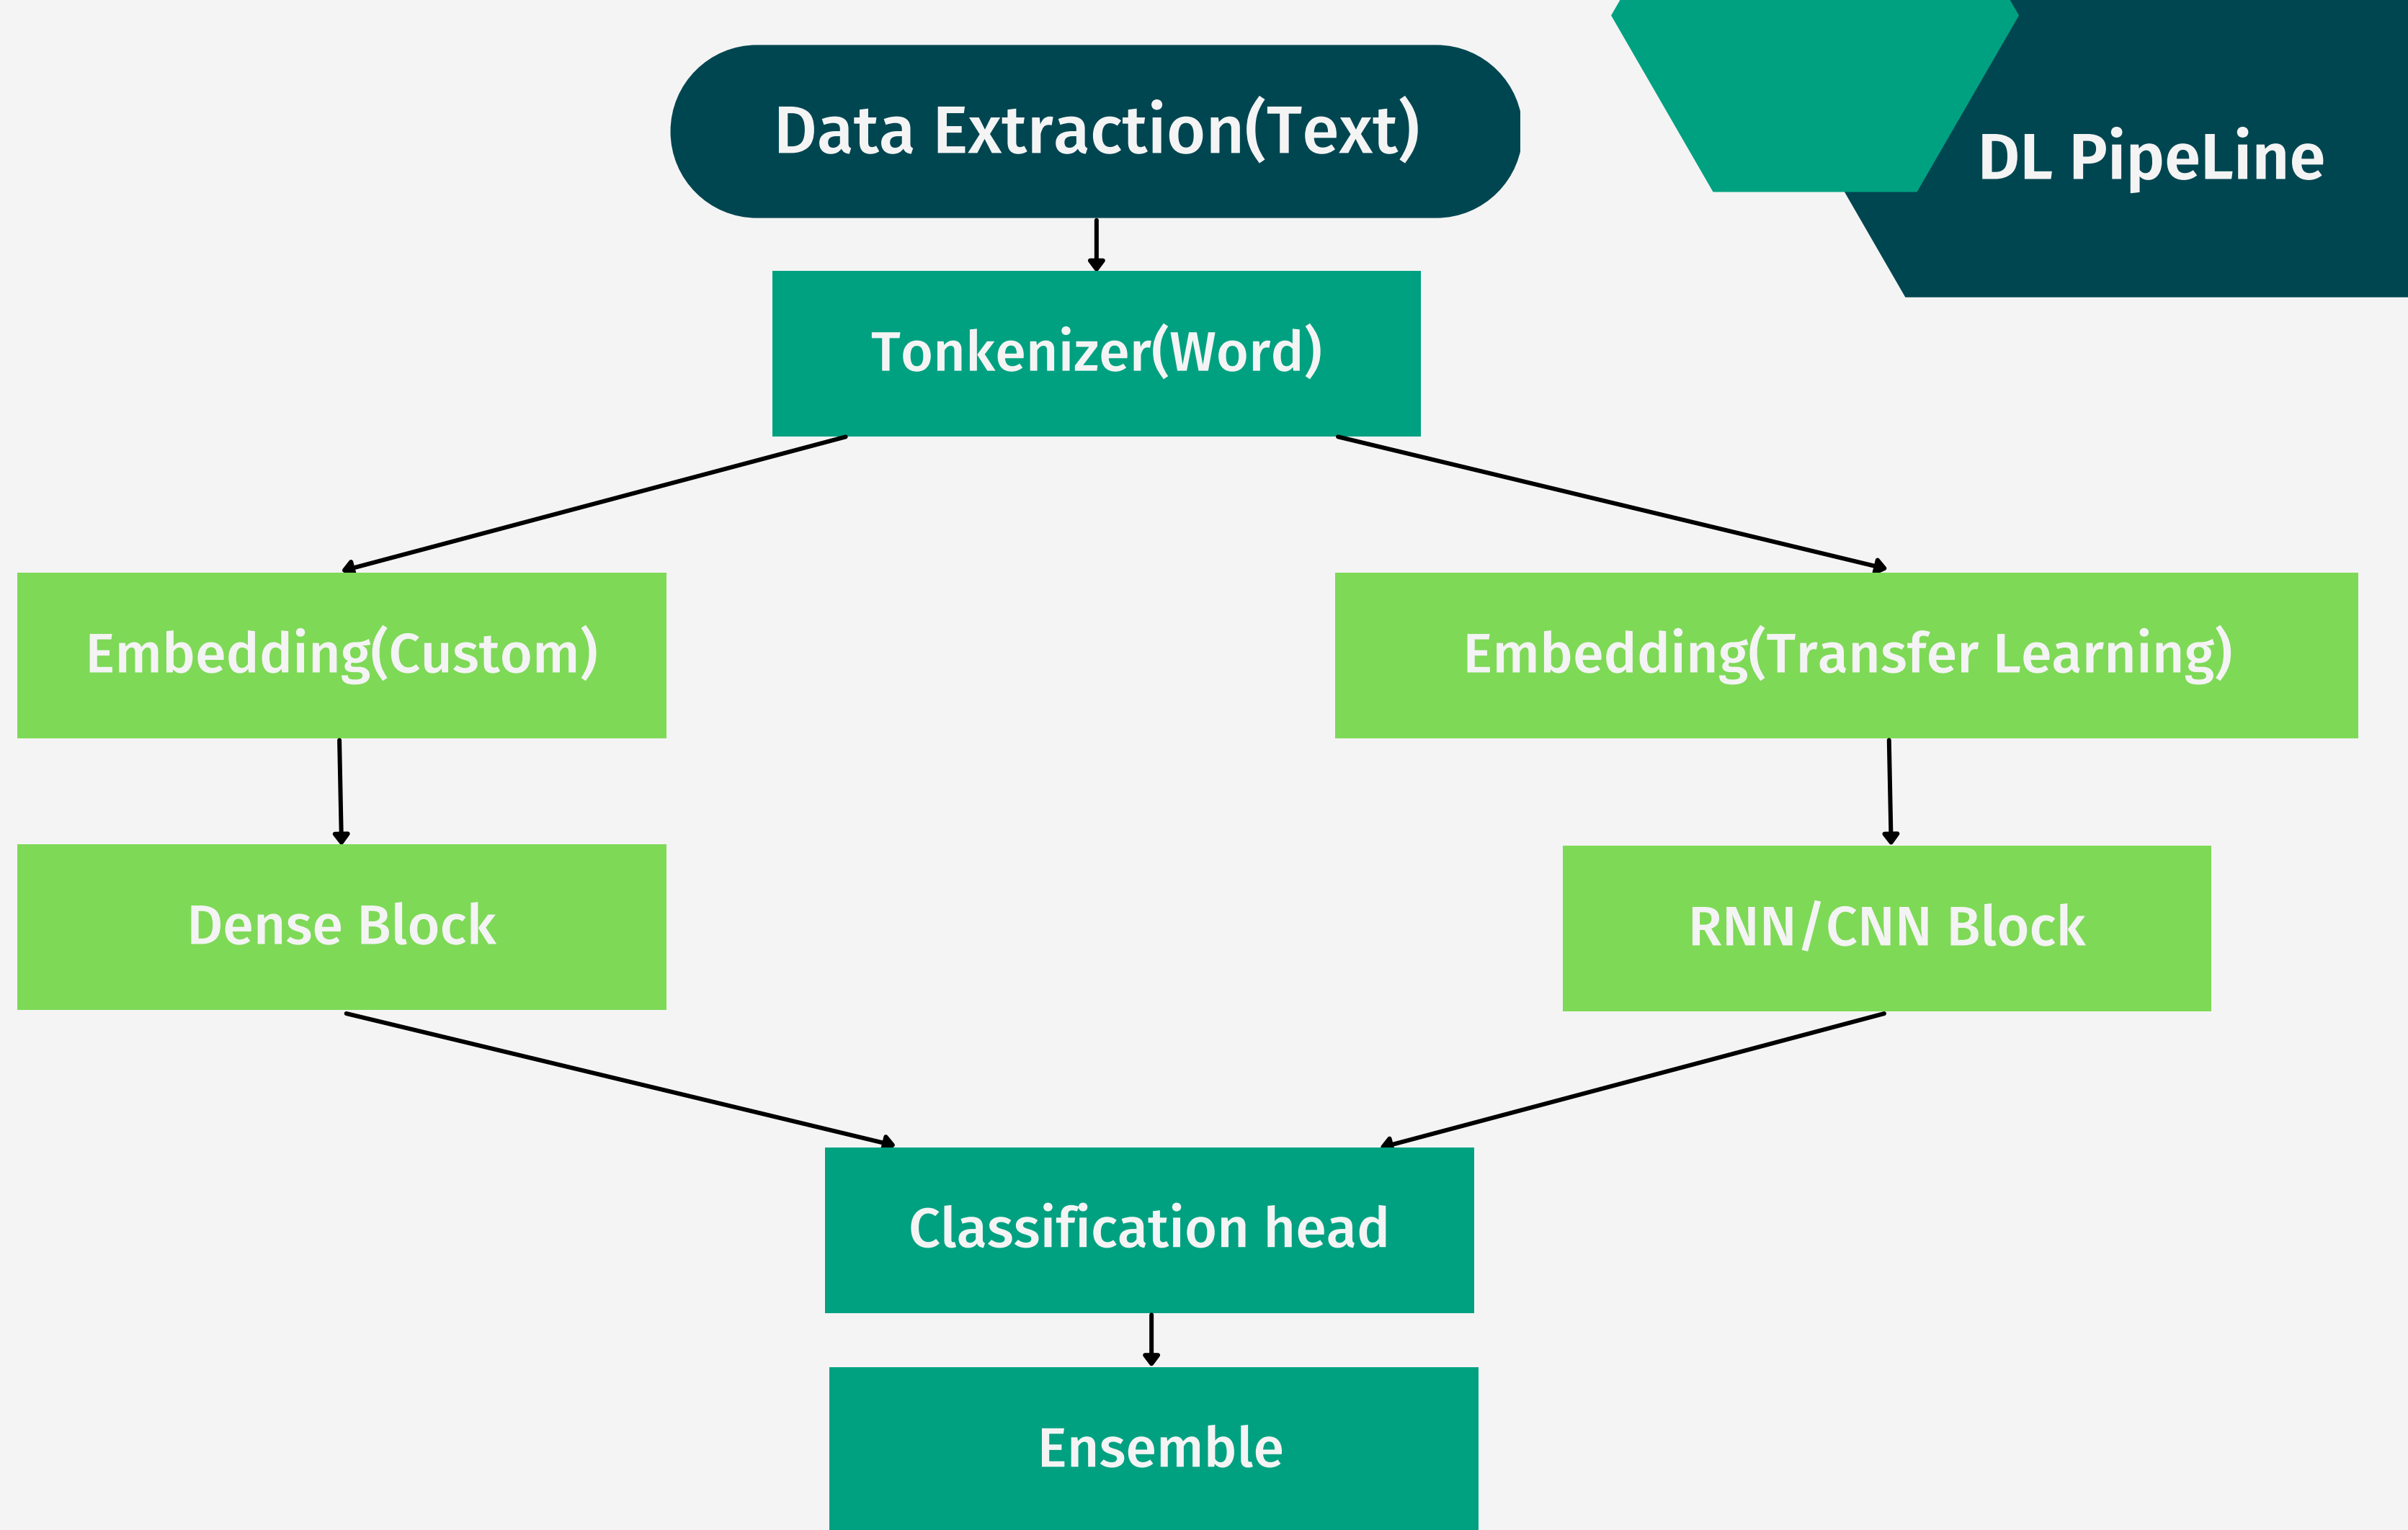 Data Extraction(Text)
DL PipeLine
Tonkenizer(Word)
Embedding(Custom)
Embedding(Transfer Learning)
Dense Block
RNN/CNN Block
Classification head
Ensemble